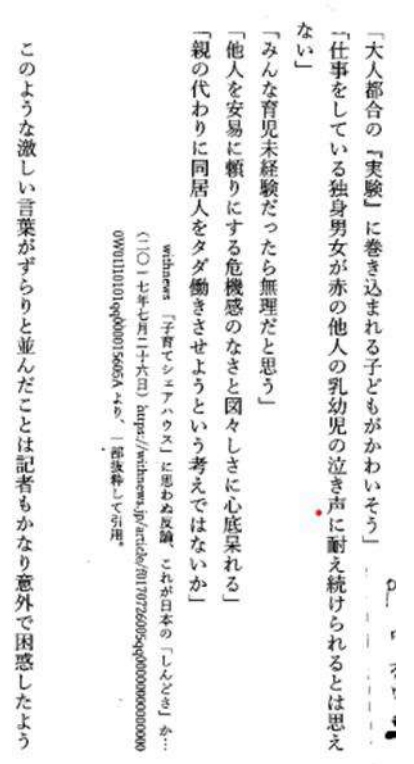 「大人都合の『実験』に巻き込まれる子どもがかわいそう」
「仕事をしている独身男女が赤の他人の乳幼児の泣き声に耐え続けられるとは思え
ない」
「みんな育児未経験だったら無理だと思う」
「他人を安易に頼りにする危機感のなさと図々しさに心底呆れる」
「親の代わりに同居人をタダ働きさせようという考えではないか」
withnews 「子育てシェアハウス」に思わぬ反論、これが日本の「しんどさ」か…
(二〇一七年七月二十六日) https://withnews.jp/article/f0170726005qq000000000000000
0W01310101qq000015605A より、一部抜粋して引用。
このような激しい言葉がずらりと並んだことは記者もかなり意外で困惑したよう